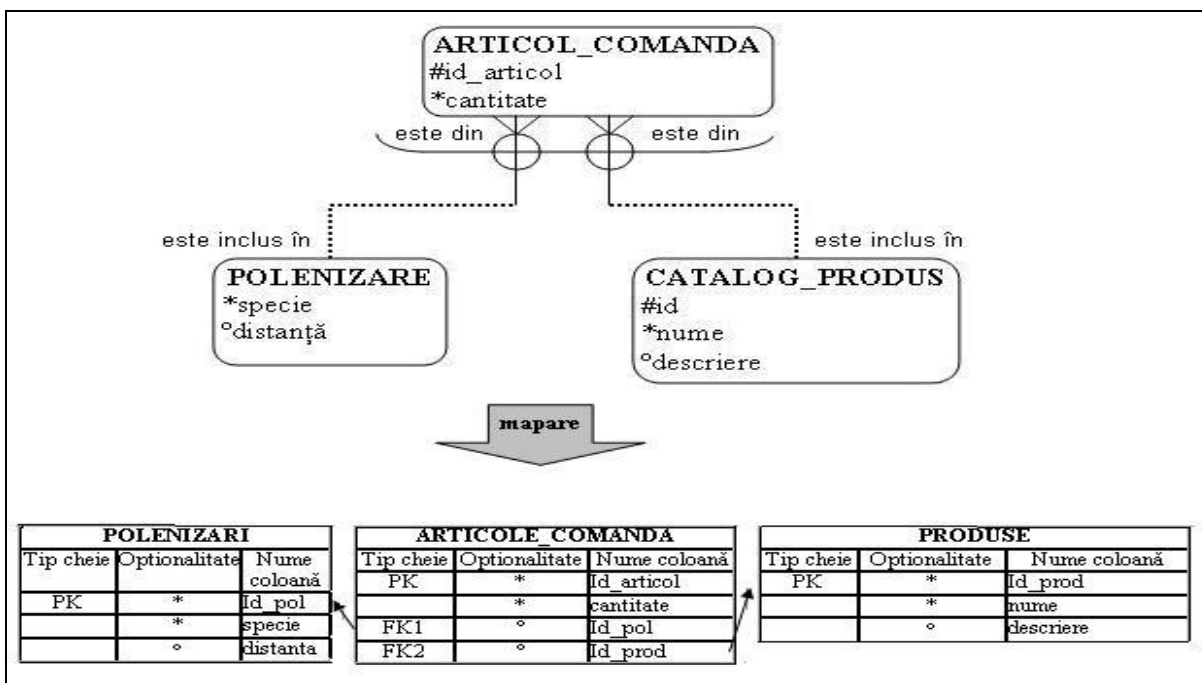 ARTICOL_COMANDA
#id_articol
*cantitate
este din
este din
este inclus în
este inclus în
POLENIZARE
*specie
°distanţă
CATALOG_PRODUS
#id
*nume
°descriere
mapare
POLENIZARI
Tip cheie Optionalitate Nume coloană
PK * Id_pol
* specie
° distanta
ARTICOLE_COMANDA
Tip cheie Optionalitate Nume coloană
PK * Id_articol
* cantitate
FK1 ° Id_pol
FK2 ° Id_prod
PRODUSE
Tip cheie Optionalitate Nume coloană
PK * Id_prod
* nume
° descriere